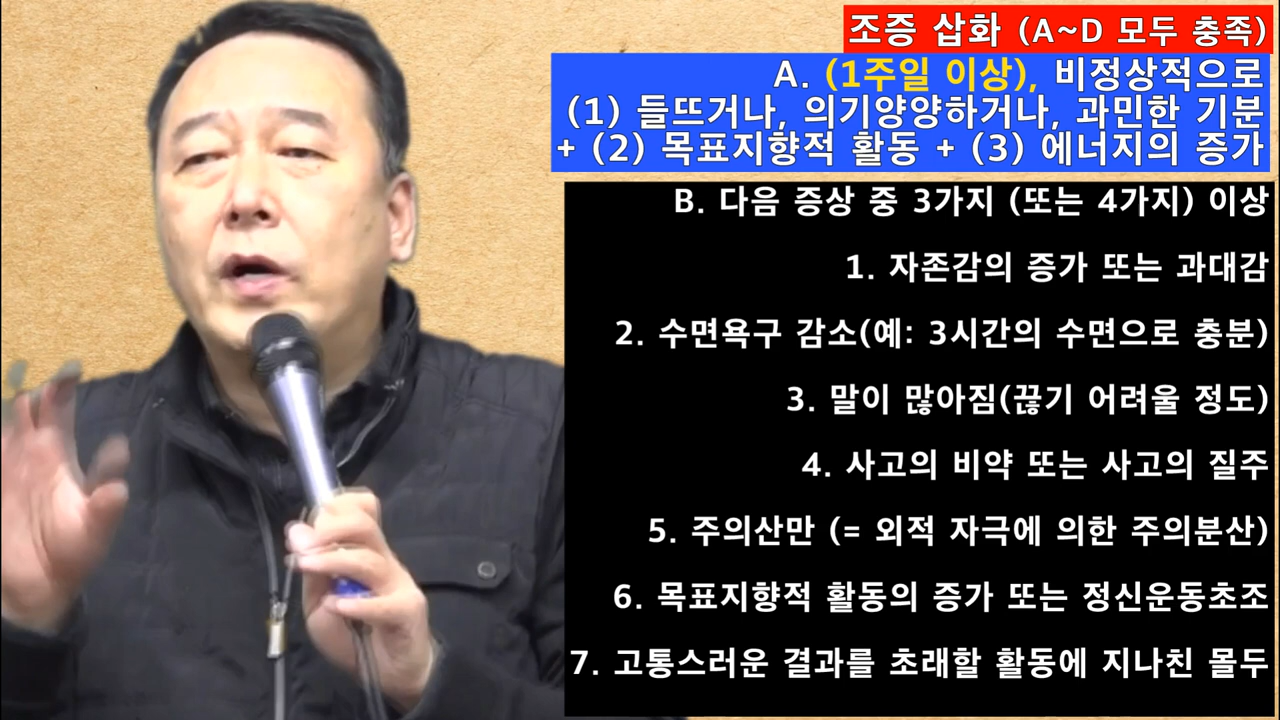 조증 삽화 (A~D 모두 충족)
A. (1주일 이상), 비정상적으로
(1) 들뜨거나, 의기양양하거나, 과민한 기분
+ (2) 목표지향적 활동 + (3) 에너지의 증가
B. 다음 증상 중 3가지 (또는 4가지) 이상
1. 자존감의 증가 또는 과대감
2. 수면욕구 감소(예: 3시간의 수면으로 충분)
3. 말이 많아짐(끊기 어려울 정도)
4. 사고의 비약 또는 사고의 질주
5. 주의산만 (= 외적 자극에 의한 주의분산)
6. 목표지향적 활동의 증가 또는 정신운동초조
7. 고통스러운 결과를 초래할 활동에 지나친 몰두